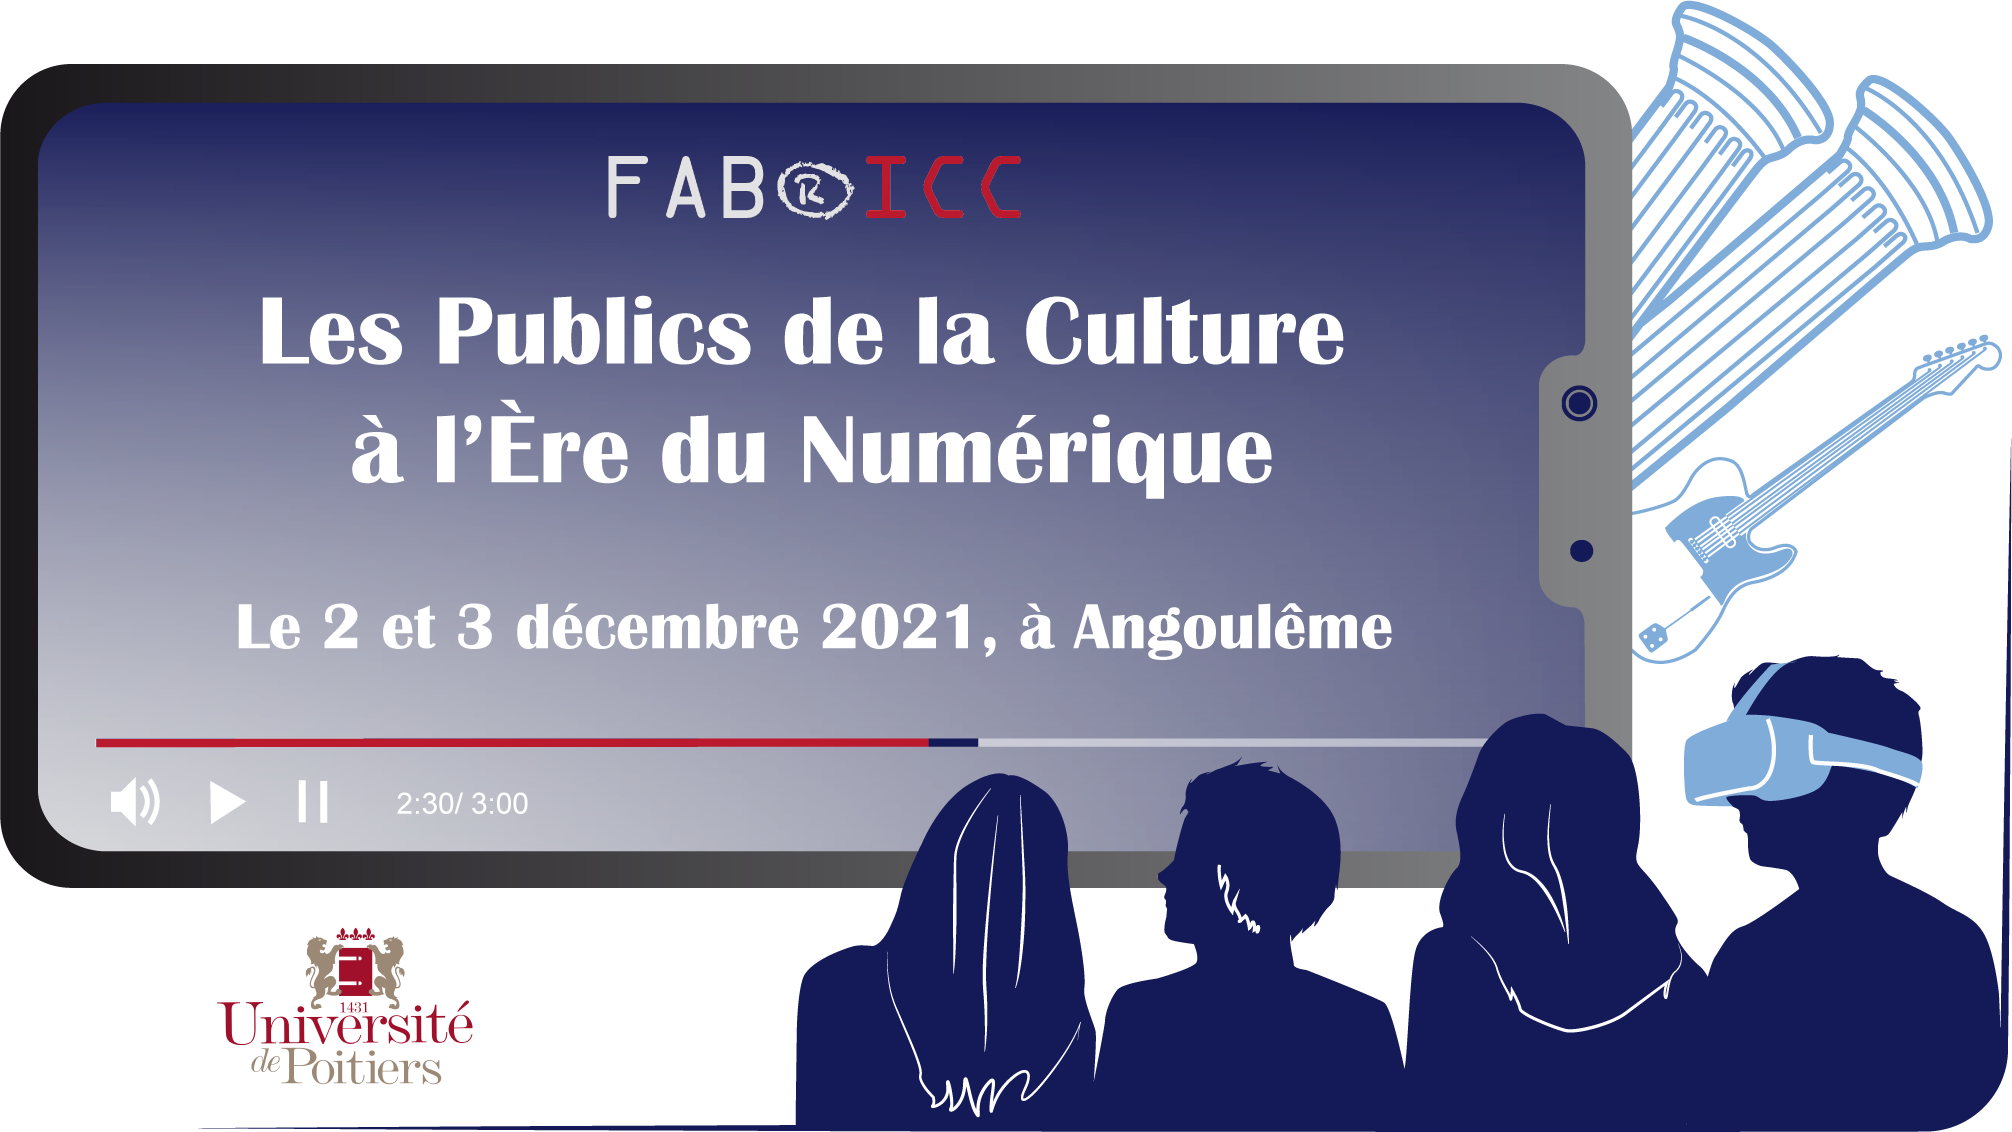 FAB®ICC
Les Publics de la Culture
à l’Ère du Numérique
Le 2 et 3 décembre 2021, à Angoulême
2:30/ 3:00
1431
Université
de Poitiers